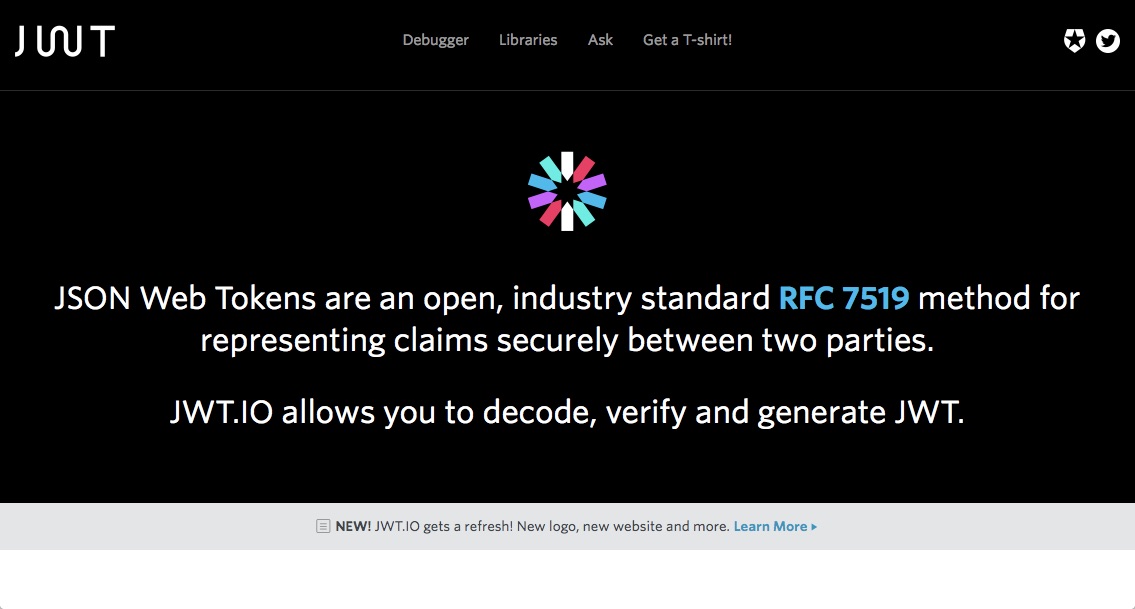 JWT
Debugger Libraries Ask Get a T-shirt!
JSON Web Tokens are an open, industry standard RFC 7519 method for
representing claims securely between two parties.
JWT.IO allows you to decode, verify and generate JWT.
NEW! JWT.IO gets a refresh! New logo, new website and more. Learn More